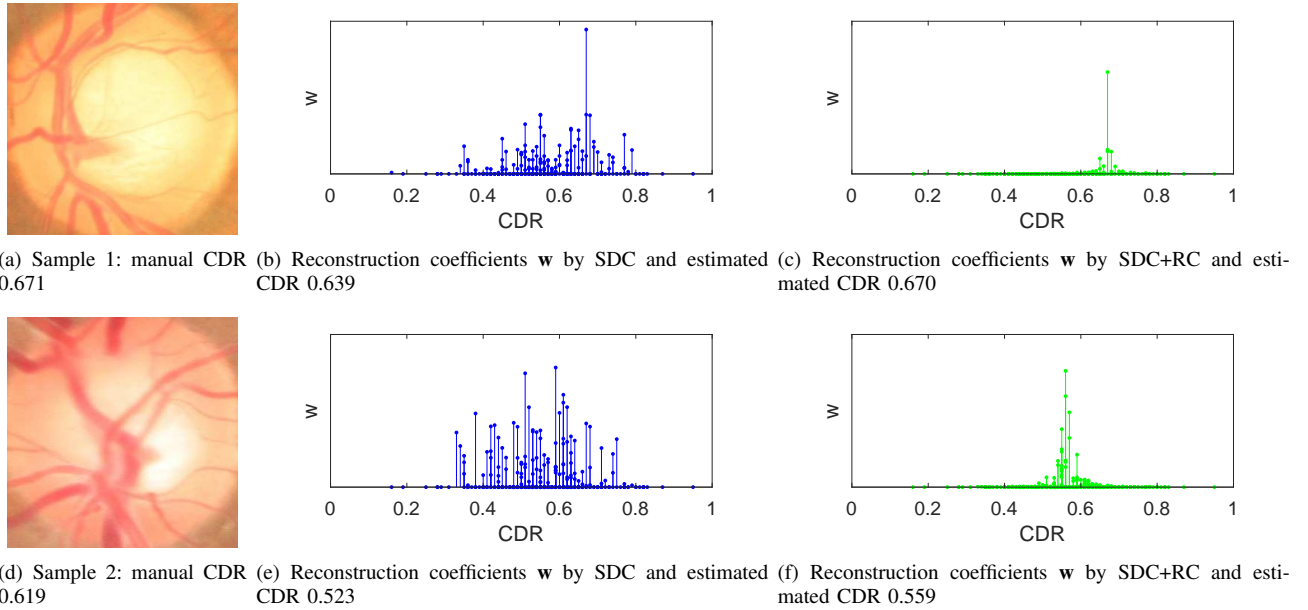 w
0 0.2 0.4 0.6 0.8 1
CDR
w
0 0.2 0.4 0.6 0.8 1
CDR
(a) Sample 1: manual CDR
0.671
(b) Reconstruction coefficients w by SDC and estimated
CDR 0.639
(c) Reconstruction coefficients w by SDC+RC and esti-
mated CDR 0.670
w
0 0.2 0.4 0.6 0.8 1
CDR
w
0 0.2 0.4 0.6 0.8 1
CDR
(d) Sample 2: manual CDR
0.619
(e) Reconstruction coefficients w by SDC and estimated
CDR 0.523
(f) Reconstruction coefficients w by SDC+RC and esti-
mated CDR 0.559